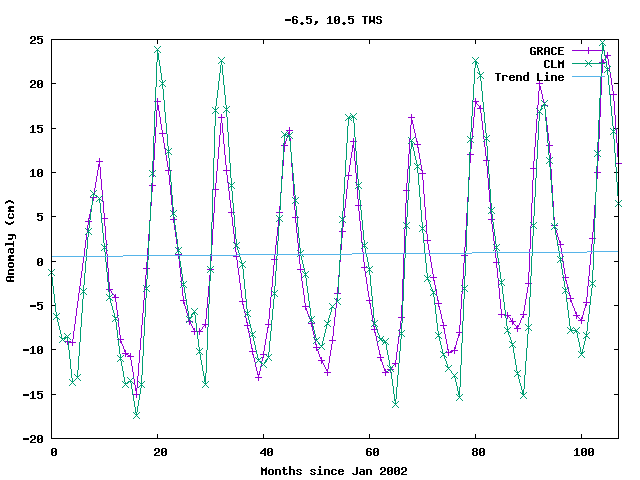 -6.5, 10.5 TWS
GRACE
CLM
Trend Line
25
20
15
10
5
0
-5
-10
-15
-20
Anomaly (cm)
0 20 40 60 80 100
Months since Jan 2002